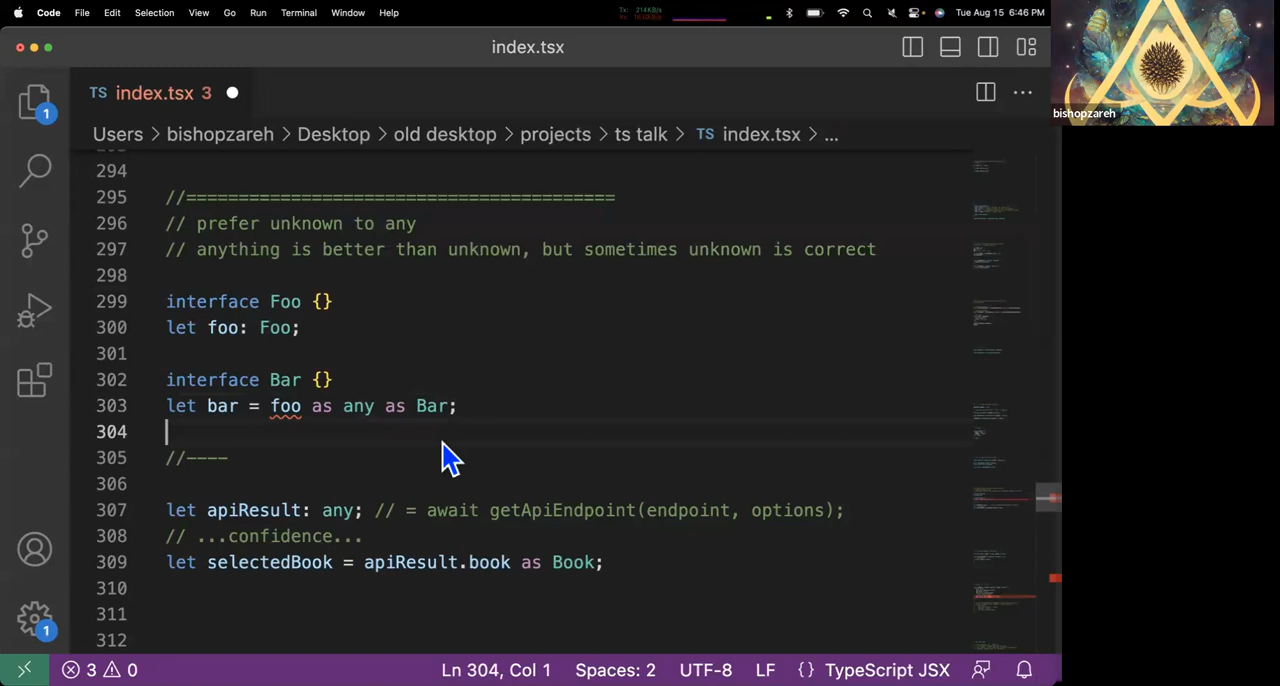 Code File Edit Selection View Go Run Terminal Window Help Tue Aug 15 6:46 PM
index.tsx
TS index.tsx 3
Users > bishopzareh > Desktop > old desktop > projects > ts talk > TS index.tsx > ...
bishopzareh
1
294
295 //=========================================
296 // prefer unknown to any
297 // anything is better than unknown, but sometimes unknown is correct
298
299 interface Foo {}
300 let foo: Foo;
301
302 interface Bar {}
303 let bar = foo as any as Bar;
304
305 //----
306
307 let apiResult: any; // = await getApiEndpoint(endpoint, options);
308 // ...confidence...
309 let selectedBook = apiResult.book as Book;
310
311
312
1
3 0 Ln 304, Col 1 Spaces: 2 UTF-8 LF {} TypeScript JSX